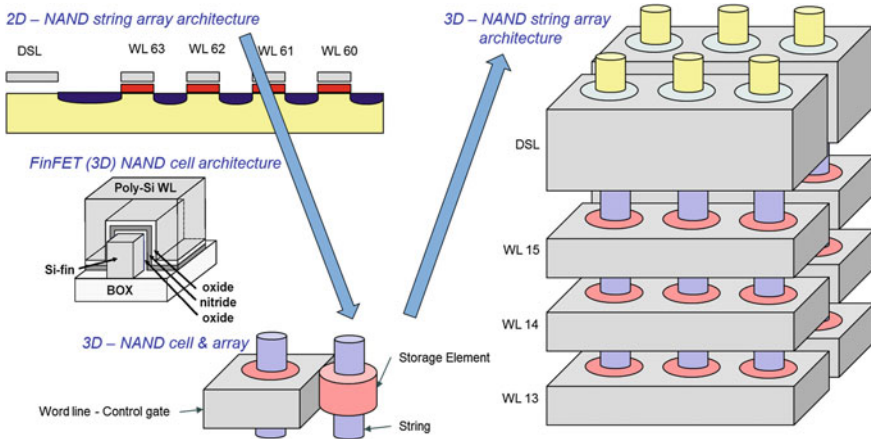 2D – NAND string array architecture
DSL
WL 63
WL 62
WL 61
WL 60
FinFET (3D) NAND cell architecture
Poly-Si WL
Si-fin
BOX
oxide
nitride
oxide
3D – NAND cell & array
Storage Element
Word line - Control gate
String
3D – NAND string array
architecture
DSL
WL 15
WL 14
WL 13